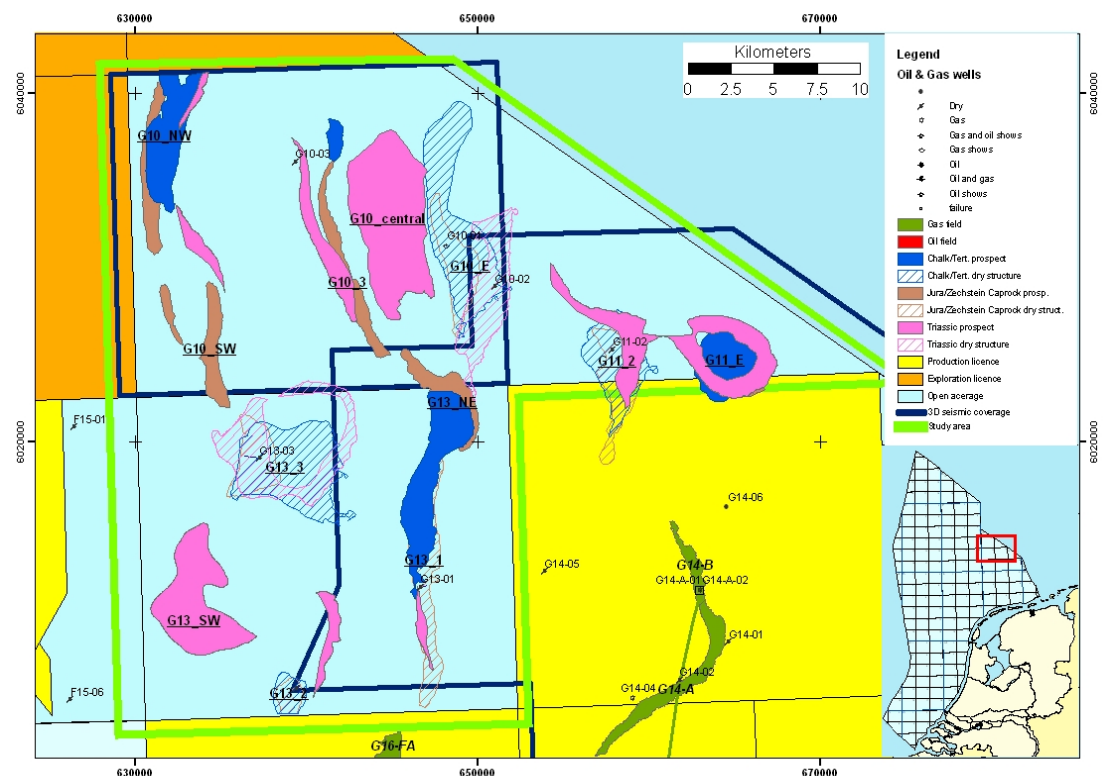 630000 650000 670000
Kilometers
0 2.5 5 7.5 10
6040000 6040000
Legend
Oil & Gas wells
Dry
Gas
Gas and oil shows
Gas shows
Oil
Oil and gas
Oil shows
failure
Gas field
Oil field
Chalk/Tert. prospect
Chalk/Tert. dry structure
Jura/Zechstein Caprock prosp.
Jura/Zechstein Caprock dry struct.
Triassic prospect
Triassic dry structure
Production licence
Exploration licence
Open acerage
3D seismic coverage
Study area
G10_NW
G10-03
G10_central
G10-01
G10_E
G10-02
G10_3
G10_SW
G11-02
G11_2
G11_E
G13_NE
F15-01
6020000 6020000
G13-03
G13_3
G14-06
G13_1
G14-05
G14-B
G13-01
G14-A-01 G14-A-02
G13_SW
G14-01
G14-02
F15-06
G13_2
G14-04
G14-A
G16-FA
630000 650000 670000